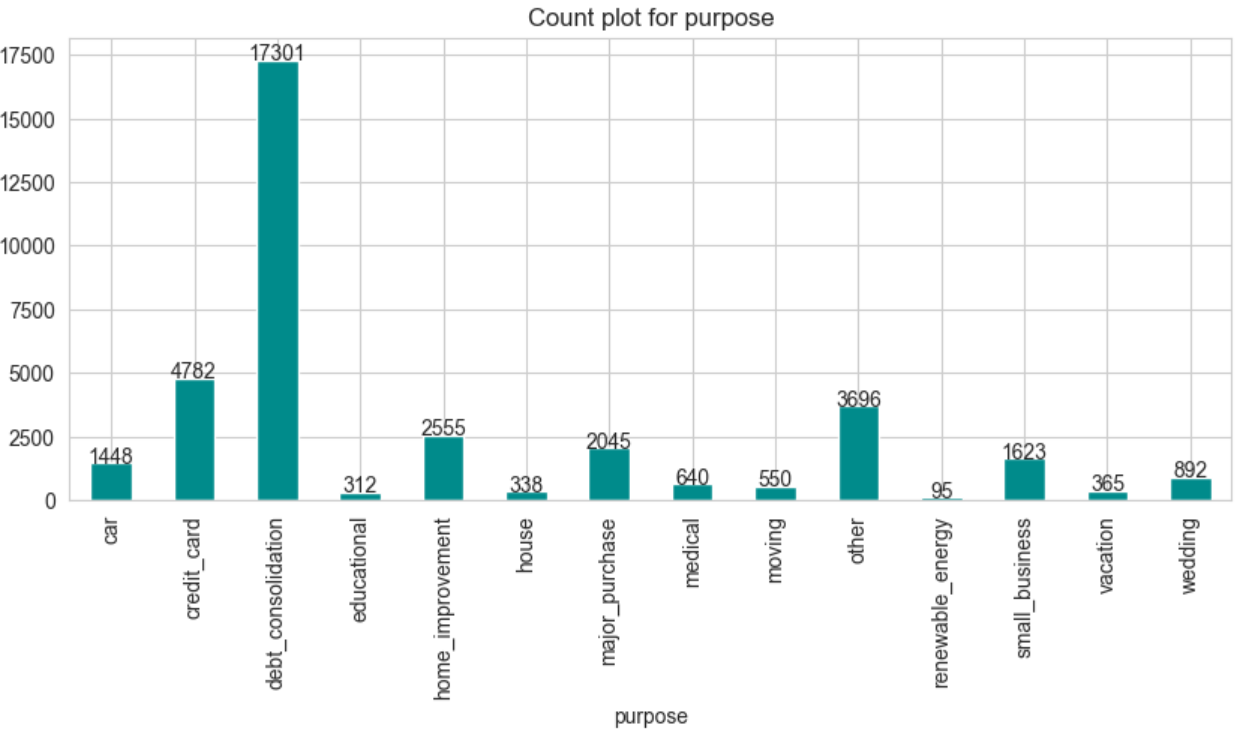 Count plot for purpose
17500
15000
12500
10000
7500
5000
2500
0
1448
4782
17301
312
2555
338
2045
640
550
3696
95
1623
365
892
car
credit_card
debt_consolidation
educational
home_improvement
house
major_purchase
medical
moving
other
renewable_energy
small_business
vacation
wedding
purpose